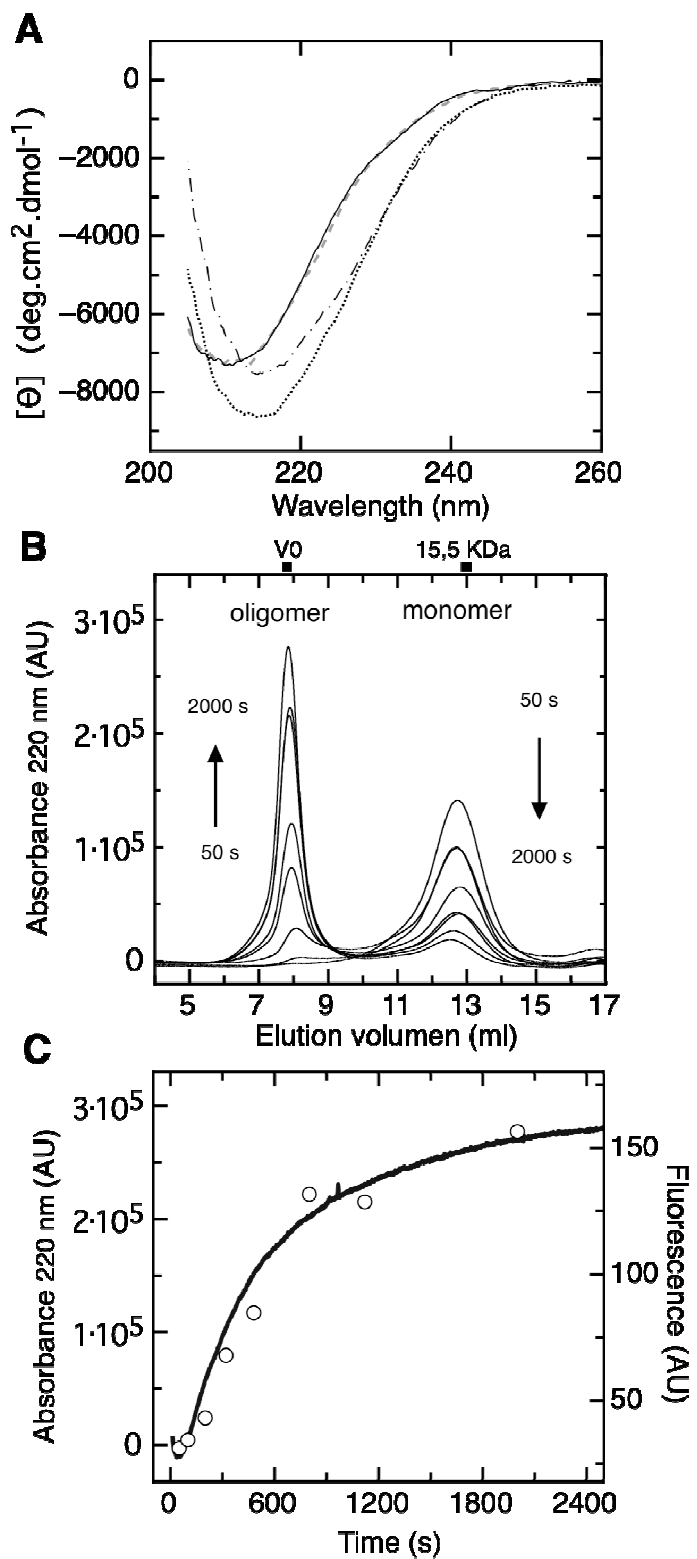 A
0
−2000
−4000
−6000
−8000
[Θ] (deg.cm².dmol⁻¹)
200 220 240 260
Wavelength (nm)
B
V0 15,5 KDa
oligomer monomer
3·10⁵
2·10⁵
1·10⁵
0
Absorbance 220 nm (AU)
2000 s
50 s
50 s
2000 s
5 7 9 11 13 15 17
Elution volumen (ml)
C
3·10⁵
2·10⁵
1·10⁵
0
Absorbance 220 nm (AU)
150
100
50
Fluorescence (AU)
0 600 1200 1800 2400
Time (s)